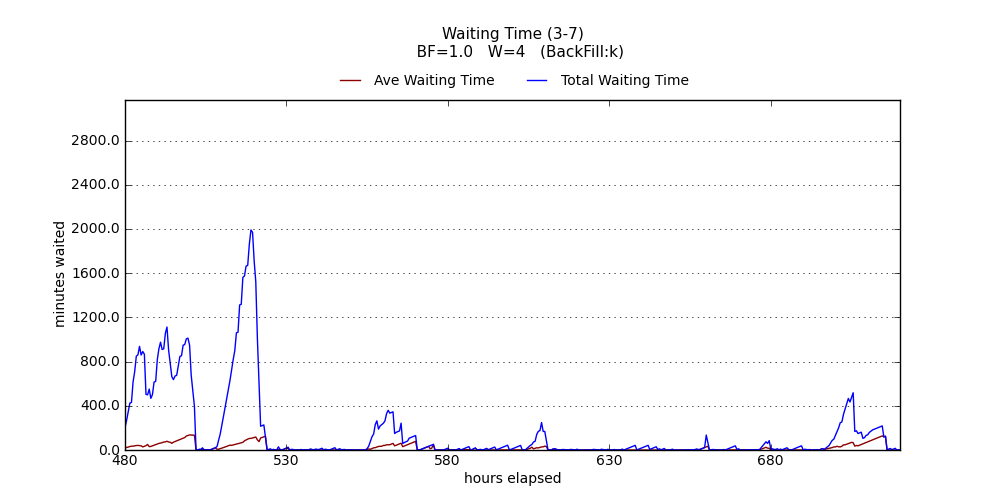 Waiting Time (3-7)
BF=1.0 W=4 (BackFill:k)
Ave Waiting Time
Total Waiting Time
2800.0
2400.0
2000.0
1600.0
1200.0
800.0
400.0
0.0
minutes waited
480
530
580
630
680
hours elapsed